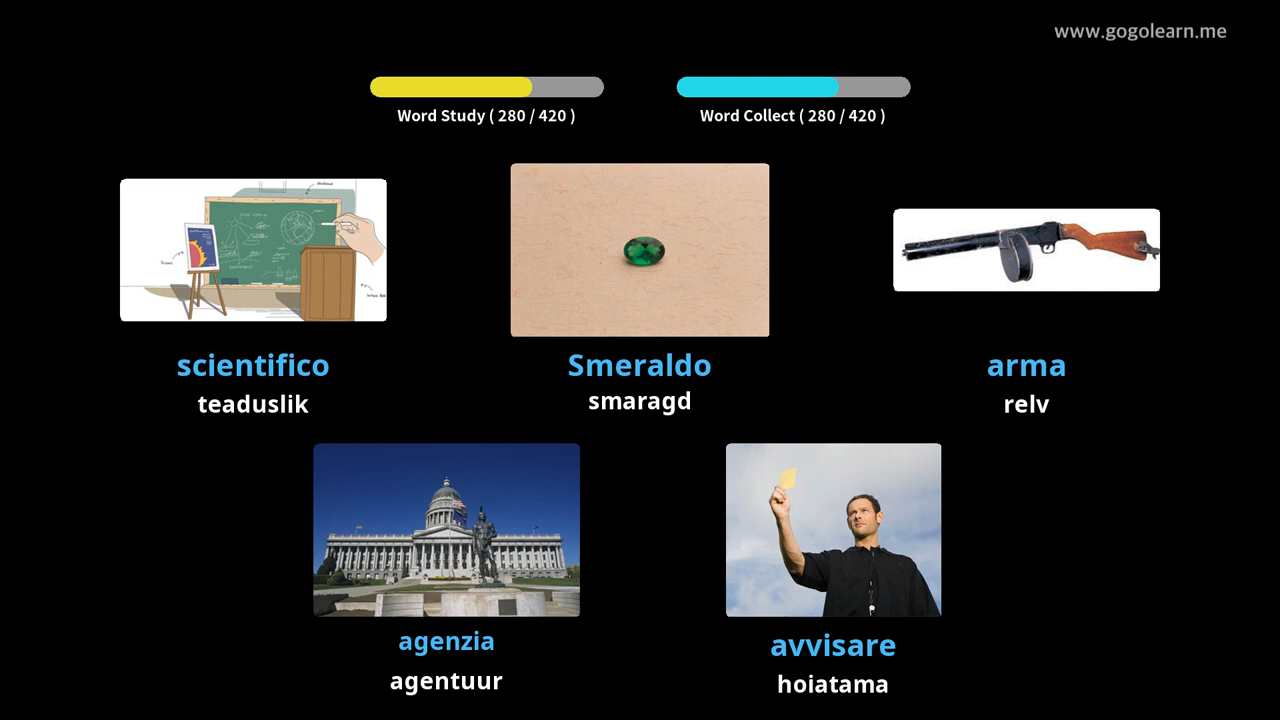 www.gogolearn.me
Word Study ( 280 / 420 )
Word Collect ( 280 / 420 )
scientifico
teaduslik
Smeraldo
smaragd
arma
relv
agenzia
agentuur
avvisare
hoiatama